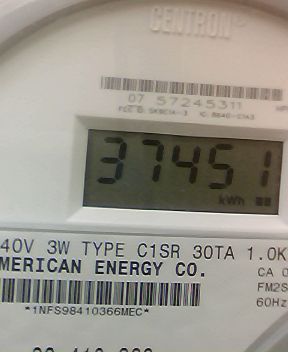 CENTRON®
07 57245311
37451
kWh
40V 3W TYPE C1SR 30TA 1.0K
MERICAN ENERGY CO.
CA 0
FM2S
60Hz
*1NFS98410366MEC*